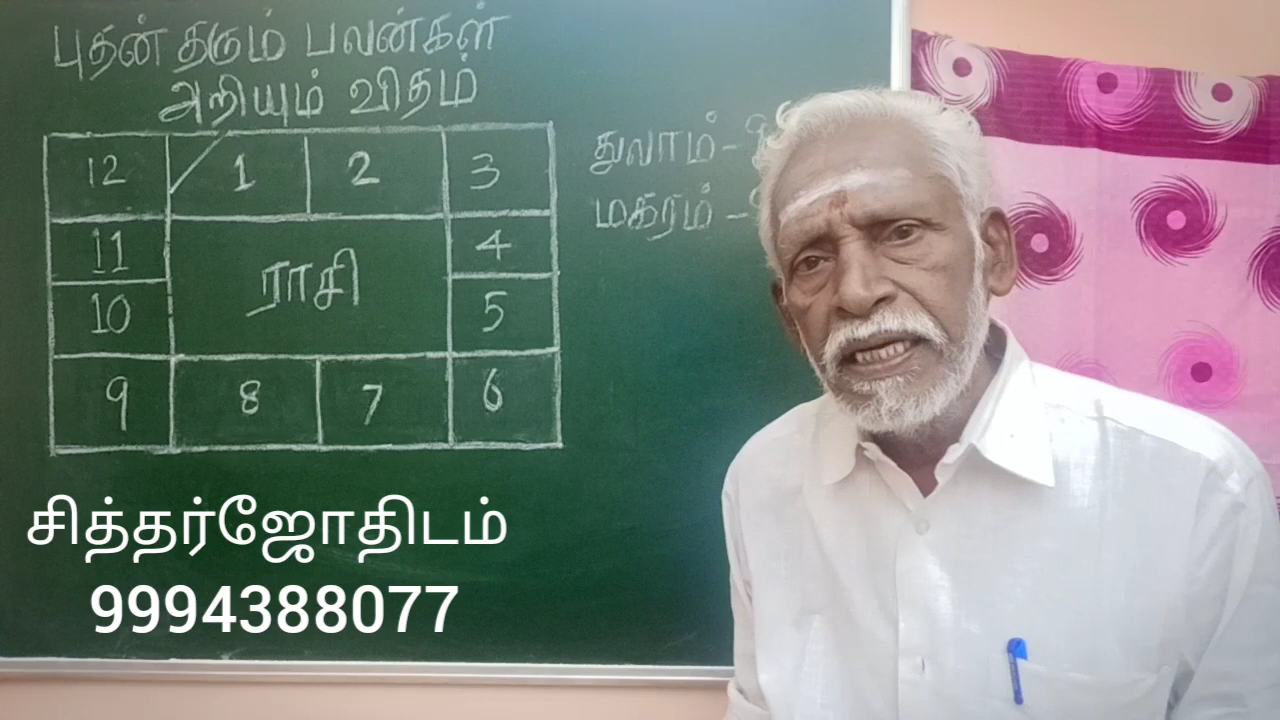 புதன் தரும் பலன்கள்
அறியும் விதம்
12 1 2 3
11 4
ராசி
10 5
9 8 7 6
துலாம் -
மகரம் -
சித்தர்ஜோதிடம்
9994388077